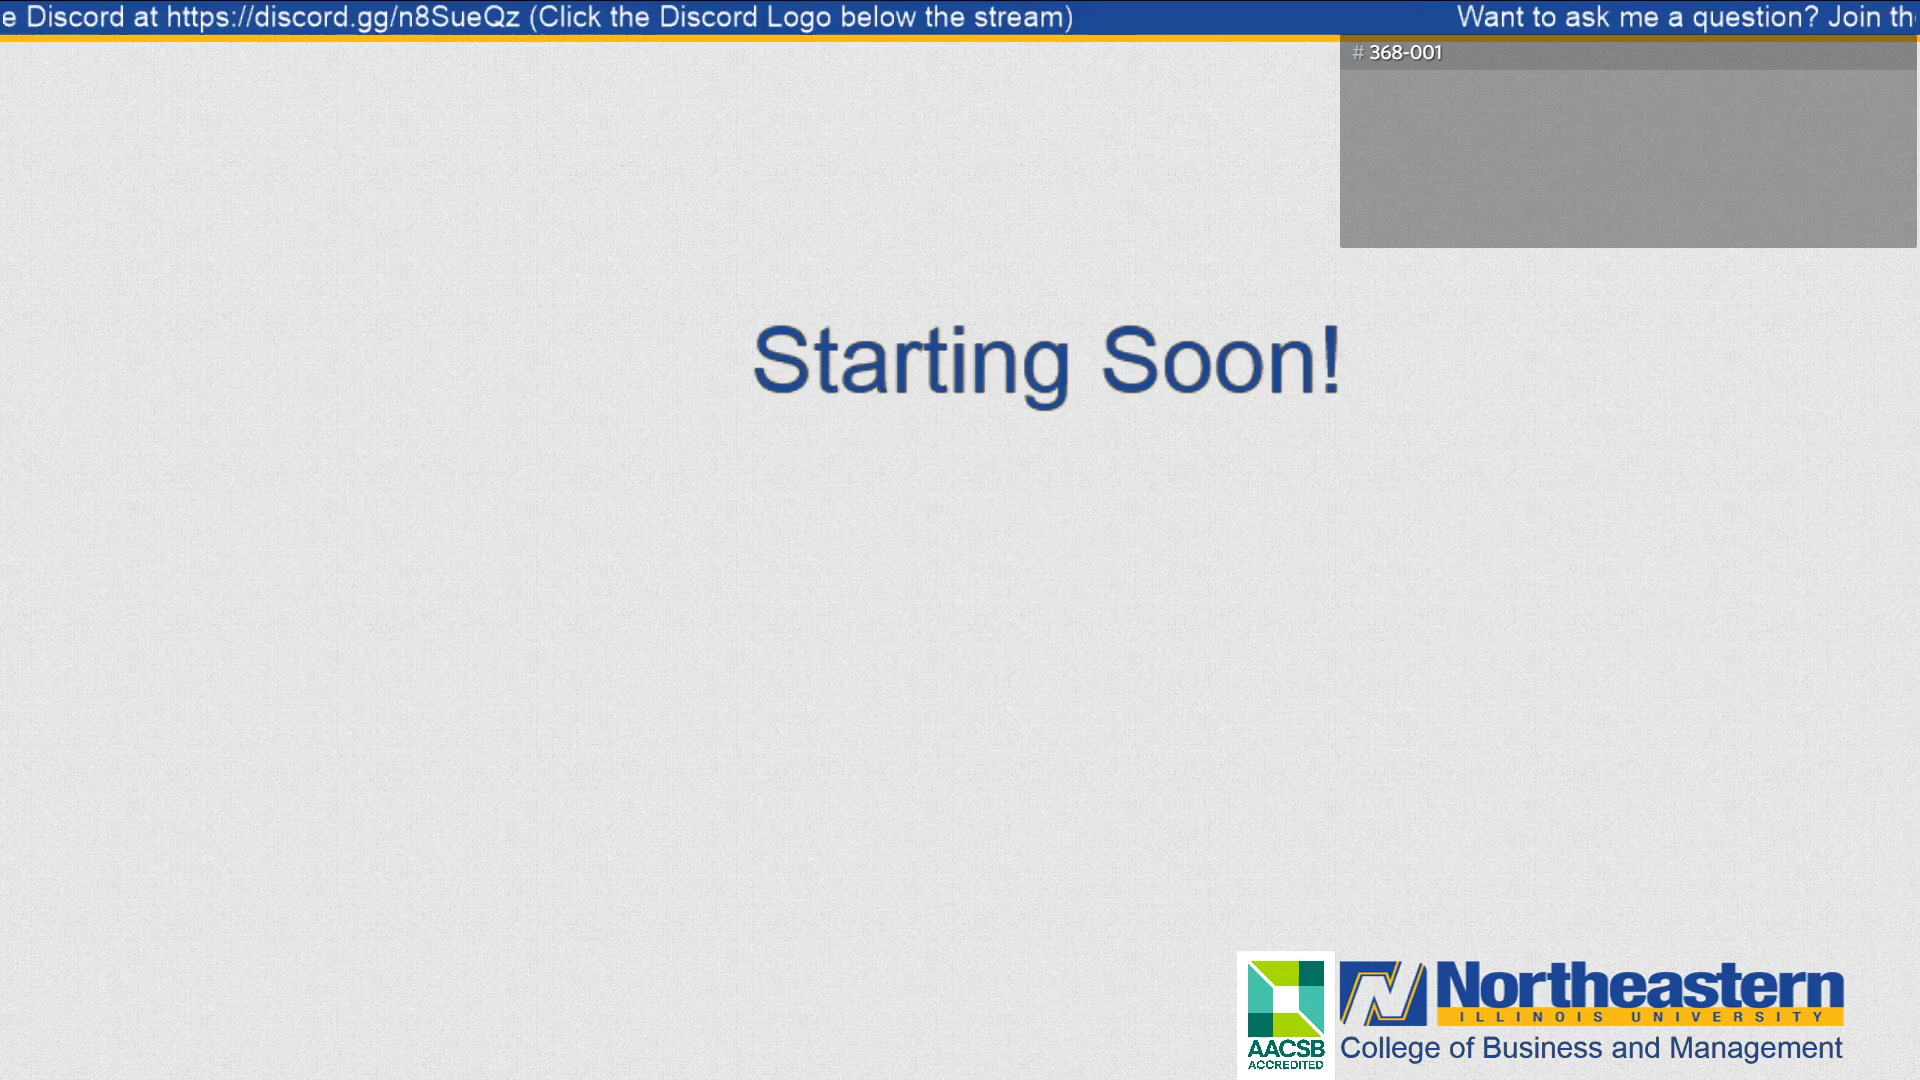 e Discord at https://discord.gg/n8SueQz (Click the Discord Logo below the stream)
Want to ask me a question? Join th
# 368-001
Starting Soon!
AACSB
ACCREDITED
Northeastern
ILLINOIS UNIVERSITY
College of Business and Management